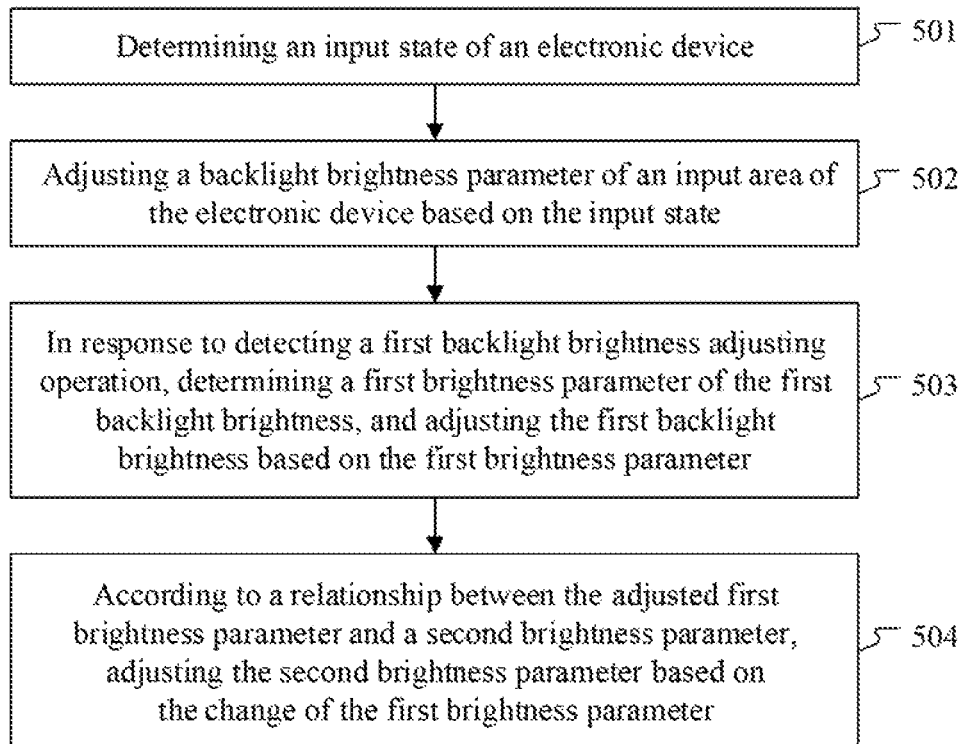 Determining an input state of an electronic device
501
Adjusting a backlight brightness parameter of an input area of
the electronic device based on the input state
502
In response to detecting a first backlight brightness adjusting
operation, determining a first brightness parameter of the first
backlight brightness, and adjusting the first backlight
brightness based on the first brightness parameter
503
According to a relationship between the adjusted first
brightness parameter and a second brightness parameter,
adjusting the second brightness parameter based on
the change of the first brightness parameter
504